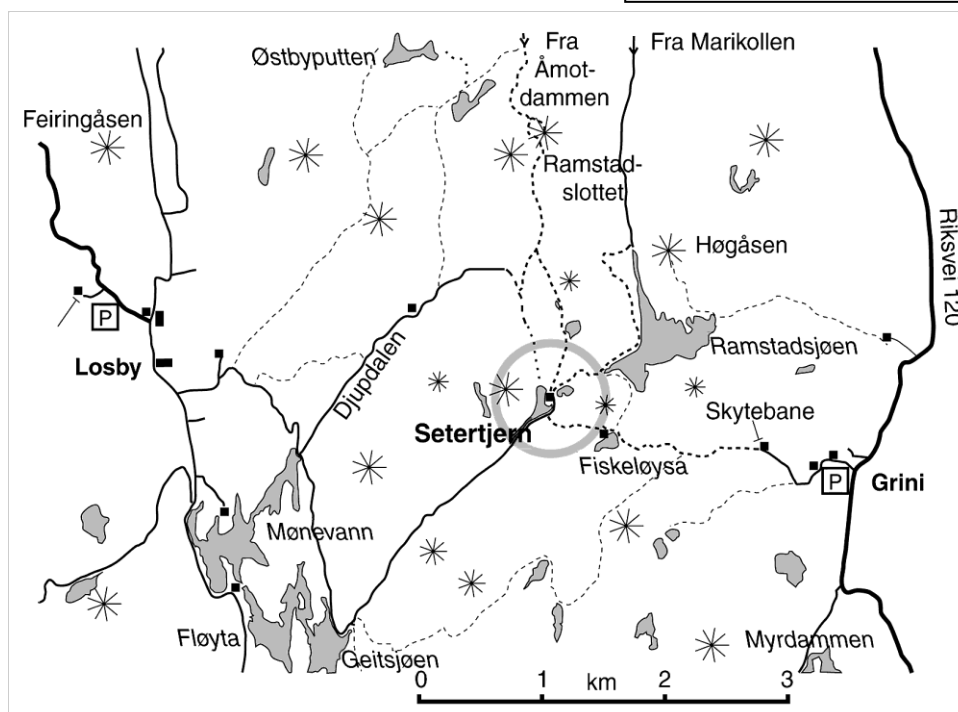 Østbyputten
Fra
Åmot-
dammen
Fra Marikollen
Feiringåsen
Ramstad-
slottet
Høgåsen
Riksvei 120
P
Losby
Djupdalen
Ramstadsjøen
Setertjern
Skytebane
Fiskeløysa
P
Grini
Mønevann
Fløyta
Geitsjøen
Myrdammen
0 1 2 3
km